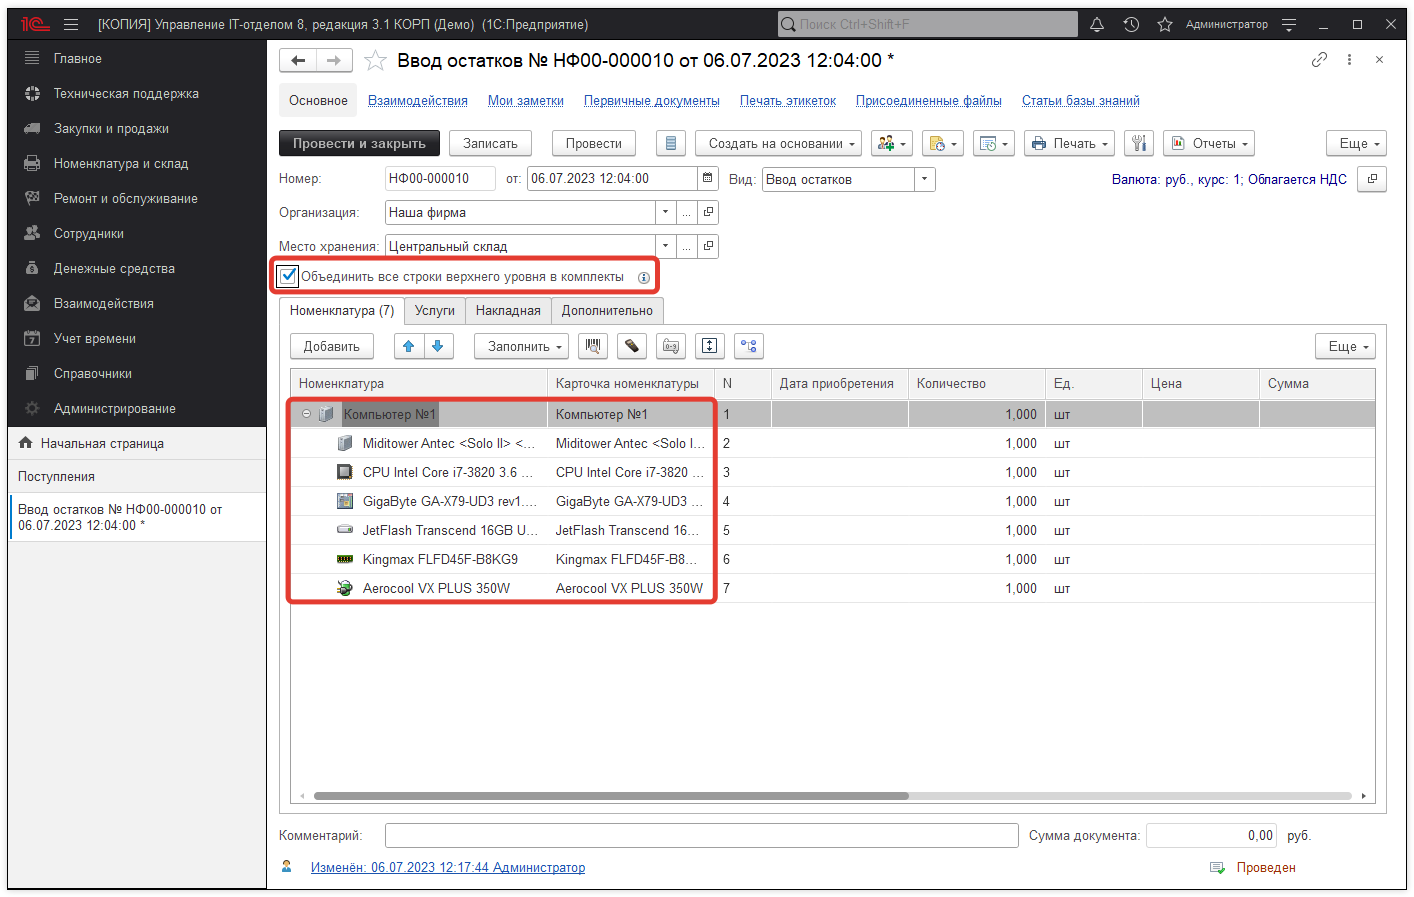 [КОПИЯ] Управление IT-отделом 8, редакция 3.1 КОРП (Демо) (1С:Предприятие)
Поиск Ctrl+Shift+F
Администратор
Главное
Техническая поддержка
Закупки и продажи
Номенклатура и склад
Ремонт и обслуживание
Сотрудники
Денежные средства
Взаимодействия
Учет времени
Справочники
Администрирование
Начальная страница
Поступления
Ввод остатков № НФ00-000010 от
06.07.2023 12:04:00 *
Ввод остатков № НФ00-000010 от 06.07.2023 12:04:00 *
Основное Взаимодействия Мои заметки Первичные документы Печать этикеток Присоединенные файлы Статьи базы знаний
Провести и закрыть Записать Провести Создать на основании Печать Отчеты Еще
Номер: НФ00-000010 от: 06.07.2023 12:04:00 Вид: Ввод остатков Валюта: руб., курс: 1; Облагается НДС
Организация: Наша фирма ...
Место хранения: Центральный склад ...
Объединить все строки верхнего уровня в комплекты
Номенклатура (7) Услуги Накладная Дополнительно
Добавить Заполнить Еще
Номенклатура Карточка номенклатуры N Дата приобретения Количество Ед. Цена Сумма
Компьютер №1 Компьютер №1 1 1,000 шт
Miditower Antec <Solo II> <... Miditower Antec <Solo I... 2 1,000 шт
CPU Intel Core i7-3820 3.6 ... CPU Intel Core i7-3820 ... 3 1,000 шт
GigaByte GA-X79-UD3 rev1.... GigaByte GA-X79-UD3 ... 4 1,000 шт
JetFlash Transcend 16GB U... JetFlash Transcend 16... 5 1,000 шт
Kingmax FLFD45F-B8KG9 Kingmax FLFD45F-B8... 6 1,000 шт
Aerocool VX PLUS 350W Aerocool VX PLUS 350W 7 1,000 шт
Комментарий: Сумма документа: 0,00 руб.
Изменён: 06.07.2023 12:17:44 Администратор Проведен